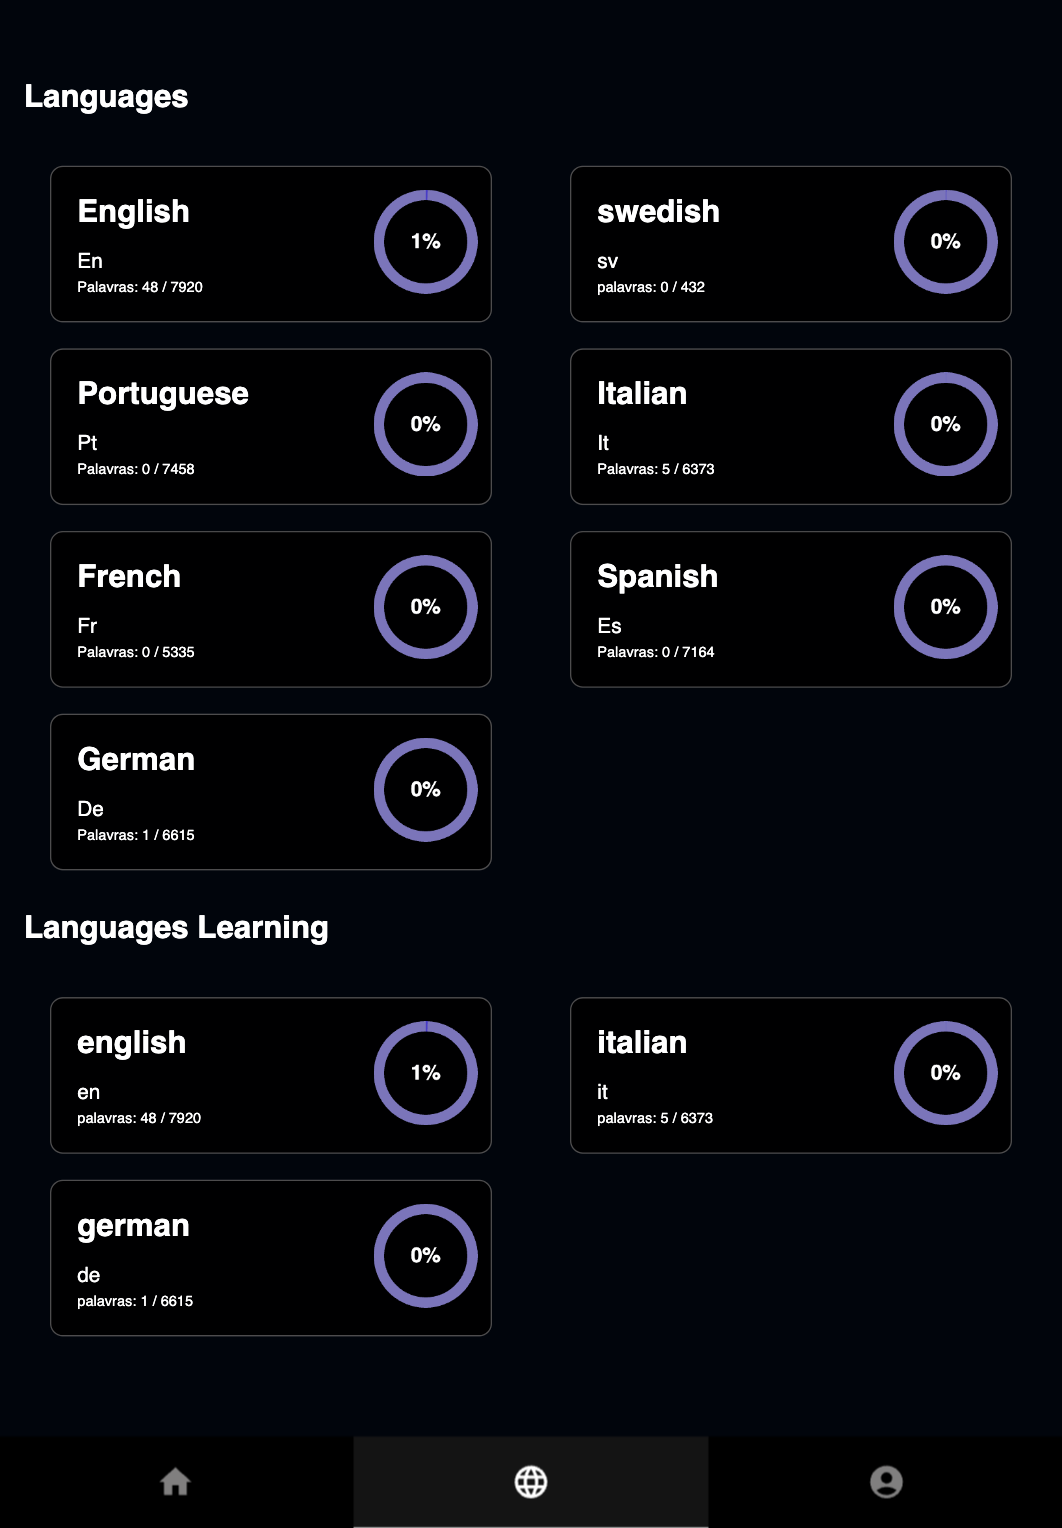 Languages
English
En
Palavras: 48 / 7920
1%
swedish
sv
palavras: 0 / 432
0%
Portuguese
Pt
Palavras: 0 / 7458
0%
Italian
It
Palavras: 5 / 6373
0%
French
Fr
Palavras: 0 / 5335
0%
Spanish
Es
Palavras: 0 / 7164
0%
German
De
Palavras: 1 / 6615
0%
Languages Learning
english
en
palavras: 48 / 7920
1%
italian
it
palavras: 5 / 6373
0%
german
de
palavras: 1 / 6615
0%